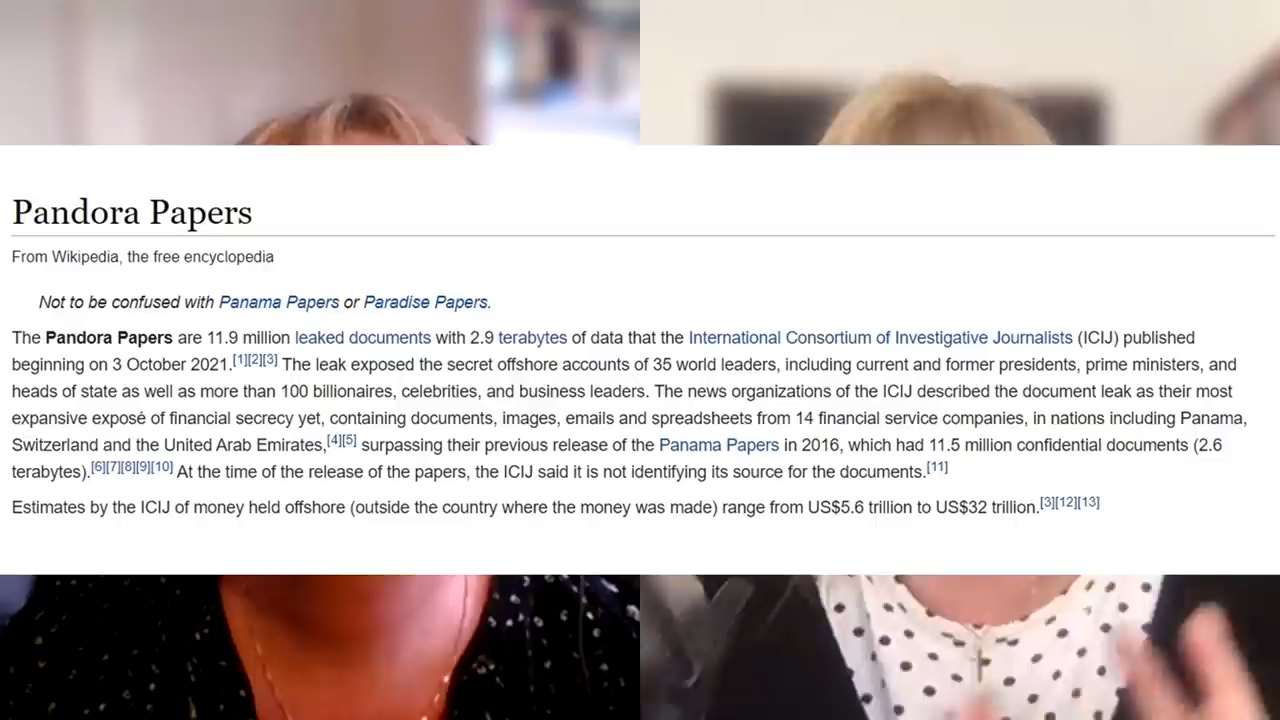 Pandora Papers
From Wikipedia, the free encyclopedia
Not to be confused with Panama Papers or Paradise Papers.
The Pandora Papers are 11.9 million leaked documents with 2.9 terabytes of data that the International Consortium of Investigative Journalists (ICIJ) published
beginning on 3 October 2021.[1][2][3] The leak exposed the secret offshore accounts of 35 world leaders, including current and former presidents, prime ministers, and
heads of state as well as more than 100 billionaires, celebrities, and business leaders. The news organizations of the ICIJ described the document leak as their most
expansive exposé of financial secrecy yet, containing documents, images, emails and spreadsheets from 14 financial service companies, in nations including Panama,
Switzerland and the United Arab Emirates,[4][5] surpassing their previous release of the Panama Papers in 2016, which had 11.5 million confidential documents (2.6
terabytes).[6][7][8][9][10] At the time of the release of the papers, the ICIJ said it is not identifying its source for the documents.[11]
Estimates by the ICIJ of money held offshore (outside the country where the money was made) range from US$5.6 trillion to US$32 trillion.[3][12][13]